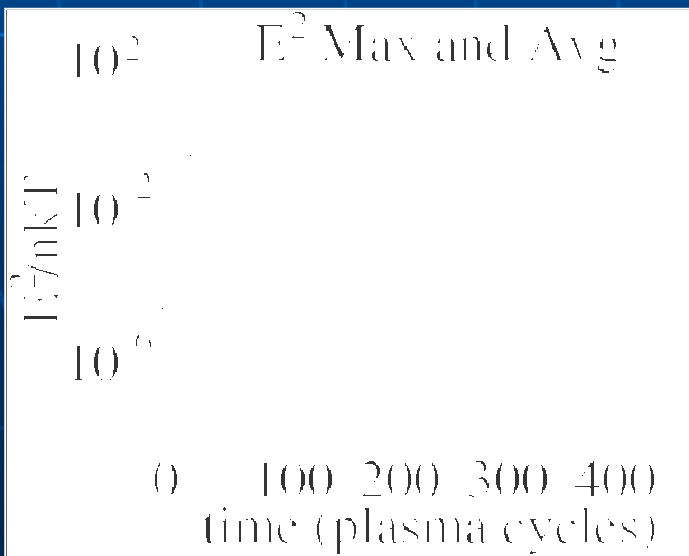 E² Max and Avg
10²
10⁻²
10⁻⁶
E²/nkT
0 100 200 300 400
time (plasma cycles)